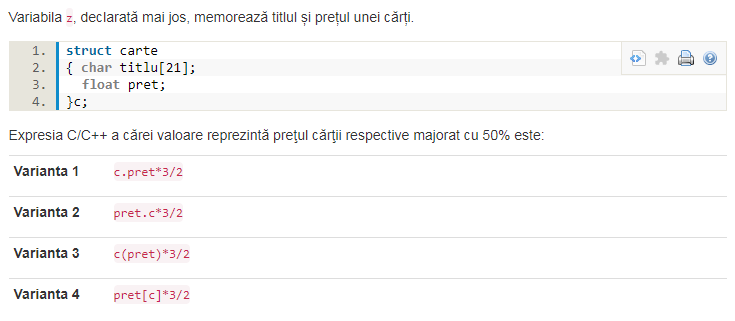 Variabila z, declarată mai jos, memorează titlul și prețul unei cărți.
1. struct carte
2. { char titlu[21];
3. float pret;
4. }c;
Expresia C/C++ a cărei valoare reprezintă prețul cărții respective majorat cu 50% este:
Varianta 1 c.pret*3/2
Varianta 2 pret.c*3/2
Varianta 3 c(pret)*3/2
Varianta 4 pret[c]*3/2